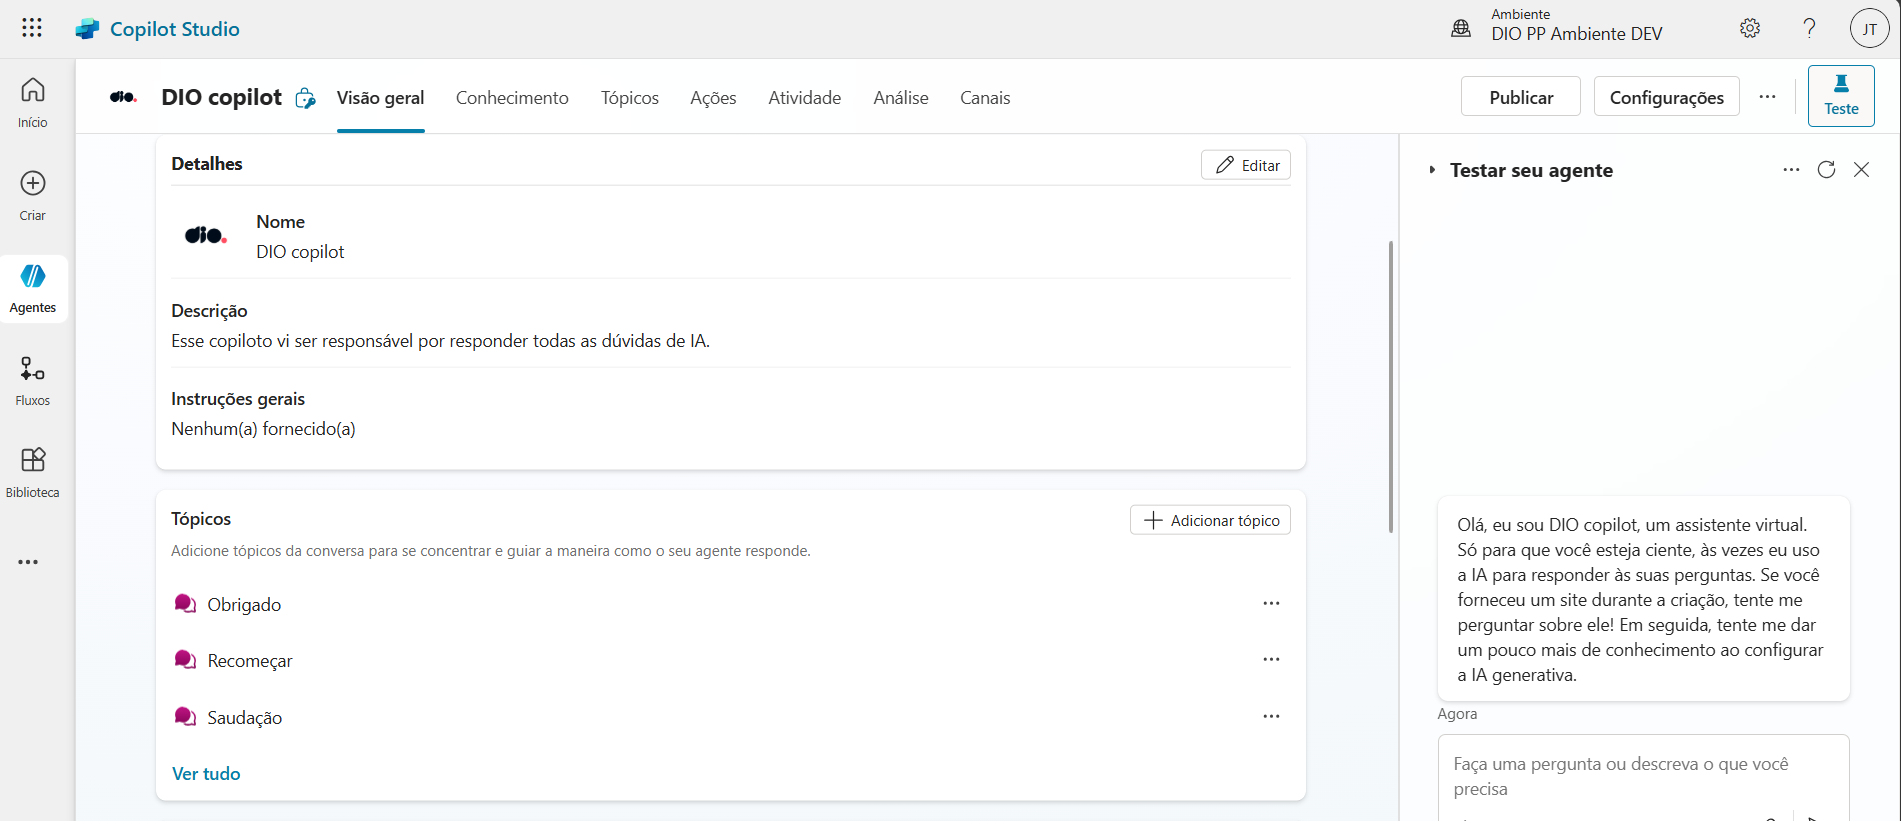 Copilot Studio
Ambiente
DIO PP Ambiente DEV
JT
Início
Criar
Agentes
Fluxos
Biblioteca
dio.
DIO copilot
Visão geral
Conhecimento
Tópicos
Ações
Atividade
Análise
Canais
Publicar
Configurações
Teste
Detalhes
Editar
dio.
Nome
DIO copilot
Descrição
Esse copiloto vi ser responsável por responder todas as dúvidas de IA.
Instruções gerais
Nenhum(a) fornecido(a)
Tópicos
Adicionar tópico
Adicione tópicos da conversa para se concentrar e guiar a maneira como o seu agente responde.
Obrigado
Recomeçar
Saudação
Ver tudo
Testar seu agente
Olá, eu sou DIO copilot, um assistente virtual.
Só para que você esteja ciente, às vezes eu uso
a IA para responder às suas perguntas. Se você
forneceu um site durante a criação, tente me
perguntar sobre ele! Em seguida, tente me dar
um pouco mais de conhecimento ao configurar
a IA generativa.
Agora
Faça uma pergunta ou descreva o que você
precisa